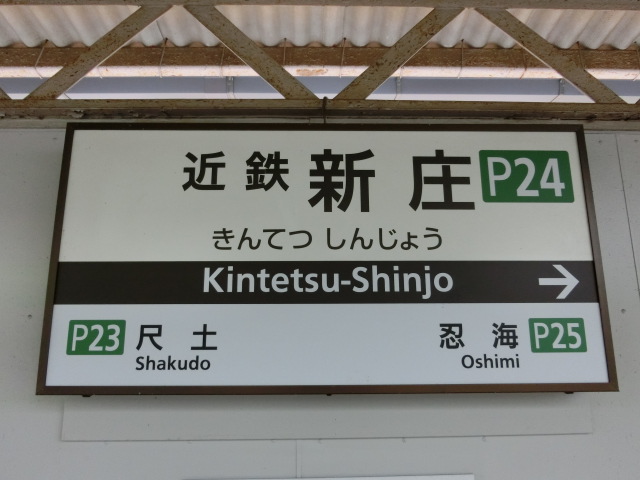 近鉄 新庄 P24
きんてつ しんじょう
Kintetsu-Shinjo →
P23 尺土 忍海 P25
Shakudo Oshimi